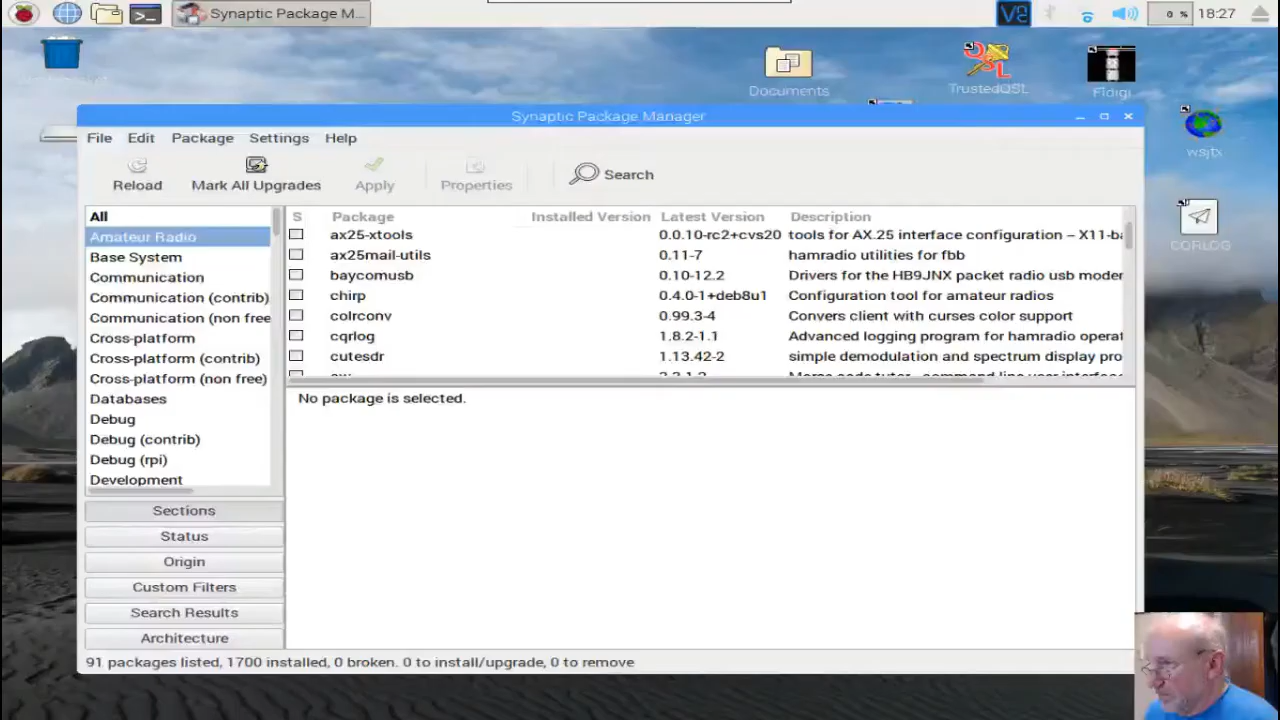 Synaptic Package M...
V2
0 %
18:27
Documents
TrustedQSL
Fldigi
wsjtx
CQRLOG
Synaptic Package Manager
File Edit Package Settings Help
Reload Mark All Upgrades Apply Properties Search
All
Amateur Radio
Base System
Communication
Communication (contrib)
Communication (non free
Cross-platform
Cross-platform (contrib)
Cross-platform (non free)
Databases
Debug
Debug (contrib)
Debug (rpi)
Development
Sections
Status
Origin
Custom Filters
Search Results
Architecture
S Package Installed Version Latest Version Description
ax25-xtools 0.0.10-rc2+cvs20 tools for AX.25 interface configuration – X11-ba
ax25mail-utils 0.11-7 hamradio utilities for fbb
baycomusb 0.10-12.2 Drivers for the HB9JNX packet radio usb moder
chirp 0.4.0-1+deb8u1 Configuration tool for amateur radios
colrconv 0.99.3-4 Convers client with curses color support
cqrlog 1.8.2-1.1 Advanced logging program for hamradio operat
cutesdr 1.13.42-2 simple demodulation and spectrum display pro
No package is selected.
91 packages listed, 1700 installed, 0 broken. 0 to install/upgrade, 0 to remove